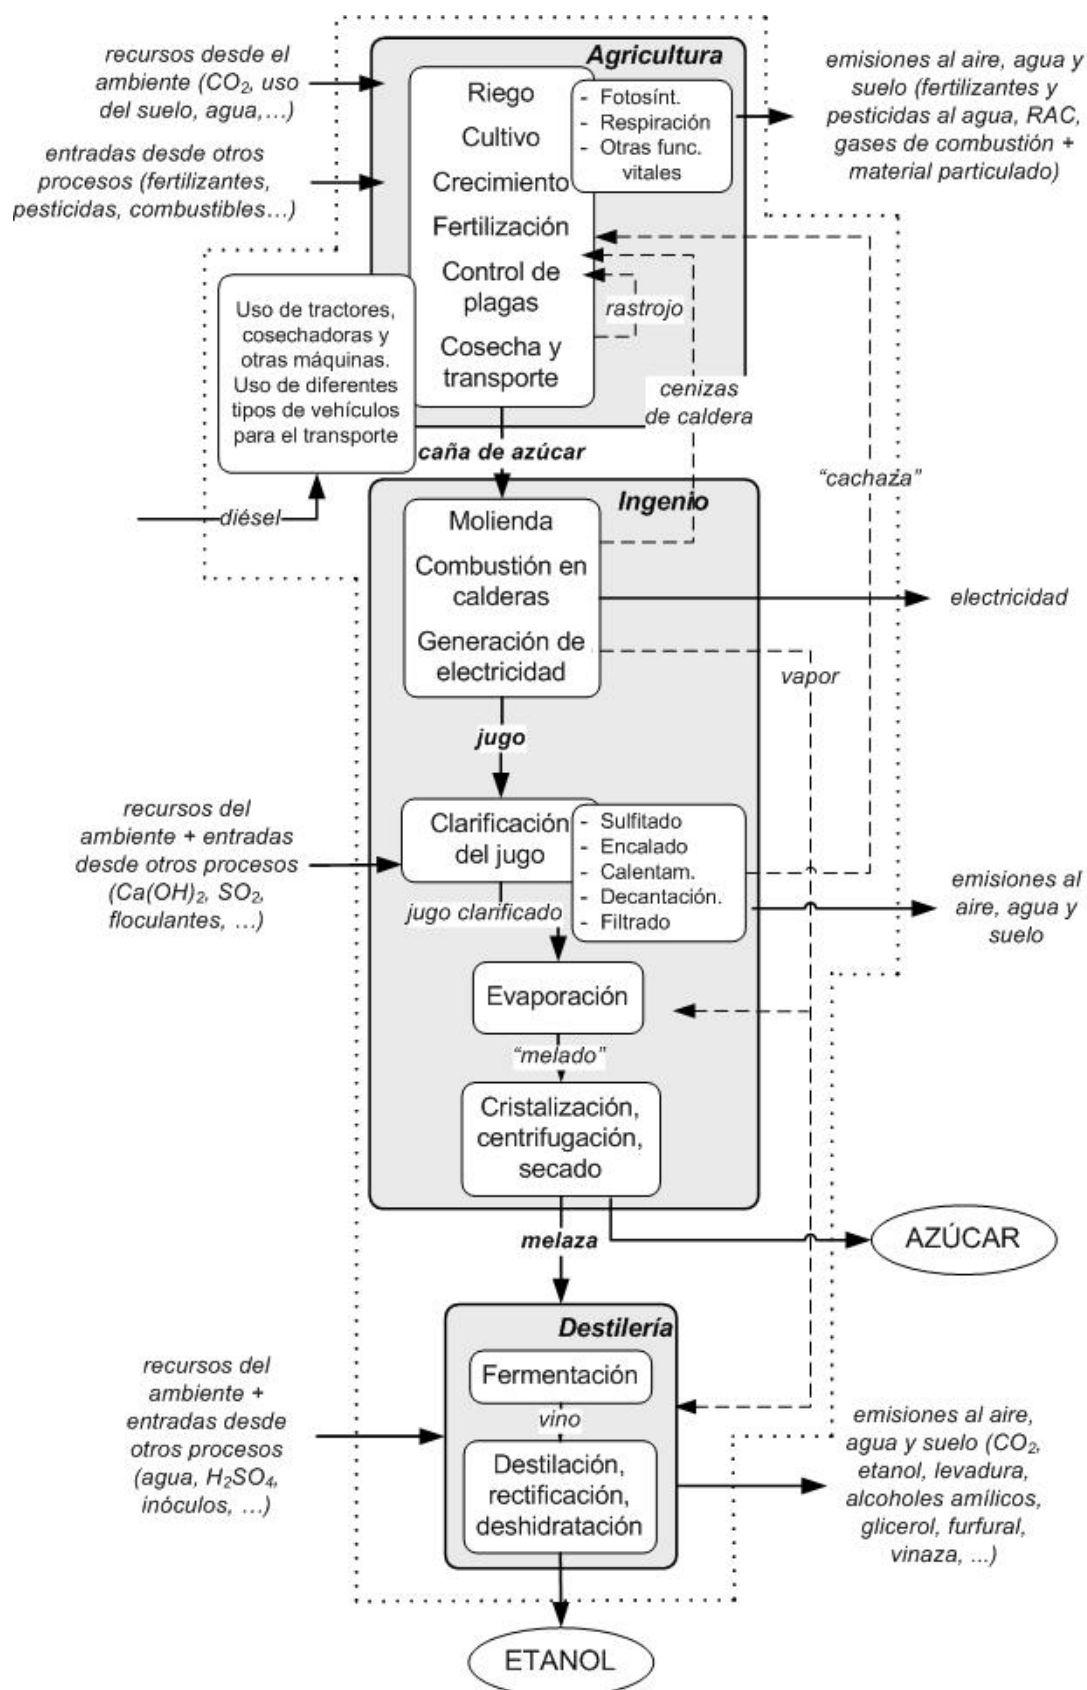 recursos desde el
ambiente (CO₂, uso
del suelo, agua,…)
entradas desde otros
procesos (fertilizantes,
pesticidas, combustibles…)
Agricultura
Riego
Cultivo
Crecimiento
Fertilización
Control de
plagas
Cosecha y
transporte
- Fotosínt.
- Respiración
- Otras func.
vitales
emisiones al aire, agua y
suelo (fertilizantes y
pesticidas al agua, RAC,
gases de combustión +
material particulado)
rastrojo
Uso de tractores,
cosechadoras y
otras máquinas.
Uso de diferentes
tipos de vehículos
para el transporte
cenizas
de caldera
caña de azúcar
"cachaza"
diésel
Ingenio
Molienda
Combustión en
calderas
Generación de
electricidad
electricidad
vapor
jugo
recursos del
ambiente + entradas
desde otros procesos
(Ca(OH)₂, SO₂,
floculantes, …)
Clarificación
del jugo
- Sulfitado
- Encalado
- Calentam.
- Decantación.
- Filtrado
emisiones al
aire, agua y
suelo
jugo clarificado
Evaporación
"melado"
Cristalización,
centrifugación,
secado
melaza
AZÚCAR
Destilería
Fermentación
vino
Destilación,
rectificación,
deshidratación
recursos del
ambiente +
entradas desde
otros procesos
(agua, H₂SO₄,
inóculos, …)
emisiones al aire,
agua y suelo (CO₂,
etanol, levadura,
alcoholes amílicos,
glicerol, furfural,
vinaza, ...)
ETANOL